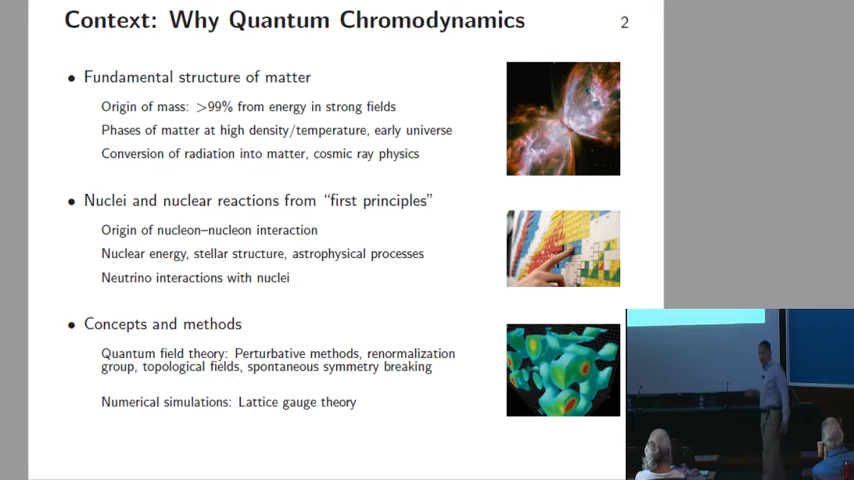 Context: Why Quantum Chromodynamics
2
• Fundamental structure of matter
Origin of mass: >99% from energy in strong fields
Phases of matter at high density/temperature, early universe
Conversion of radiation into matter, cosmic ray physics
• Nuclei and nuclear reactions from “first principles”
Origin of nucleon–nucleon interaction
Nuclear energy, stellar structure, astrophysical processes
Neutrino interactions with nuclei
• Concepts and methods
Quantum field theory: Perturbative methods, renormalization
group, topological fields, spontaneous symmetry breaking
Numerical simulations: Lattice gauge theory